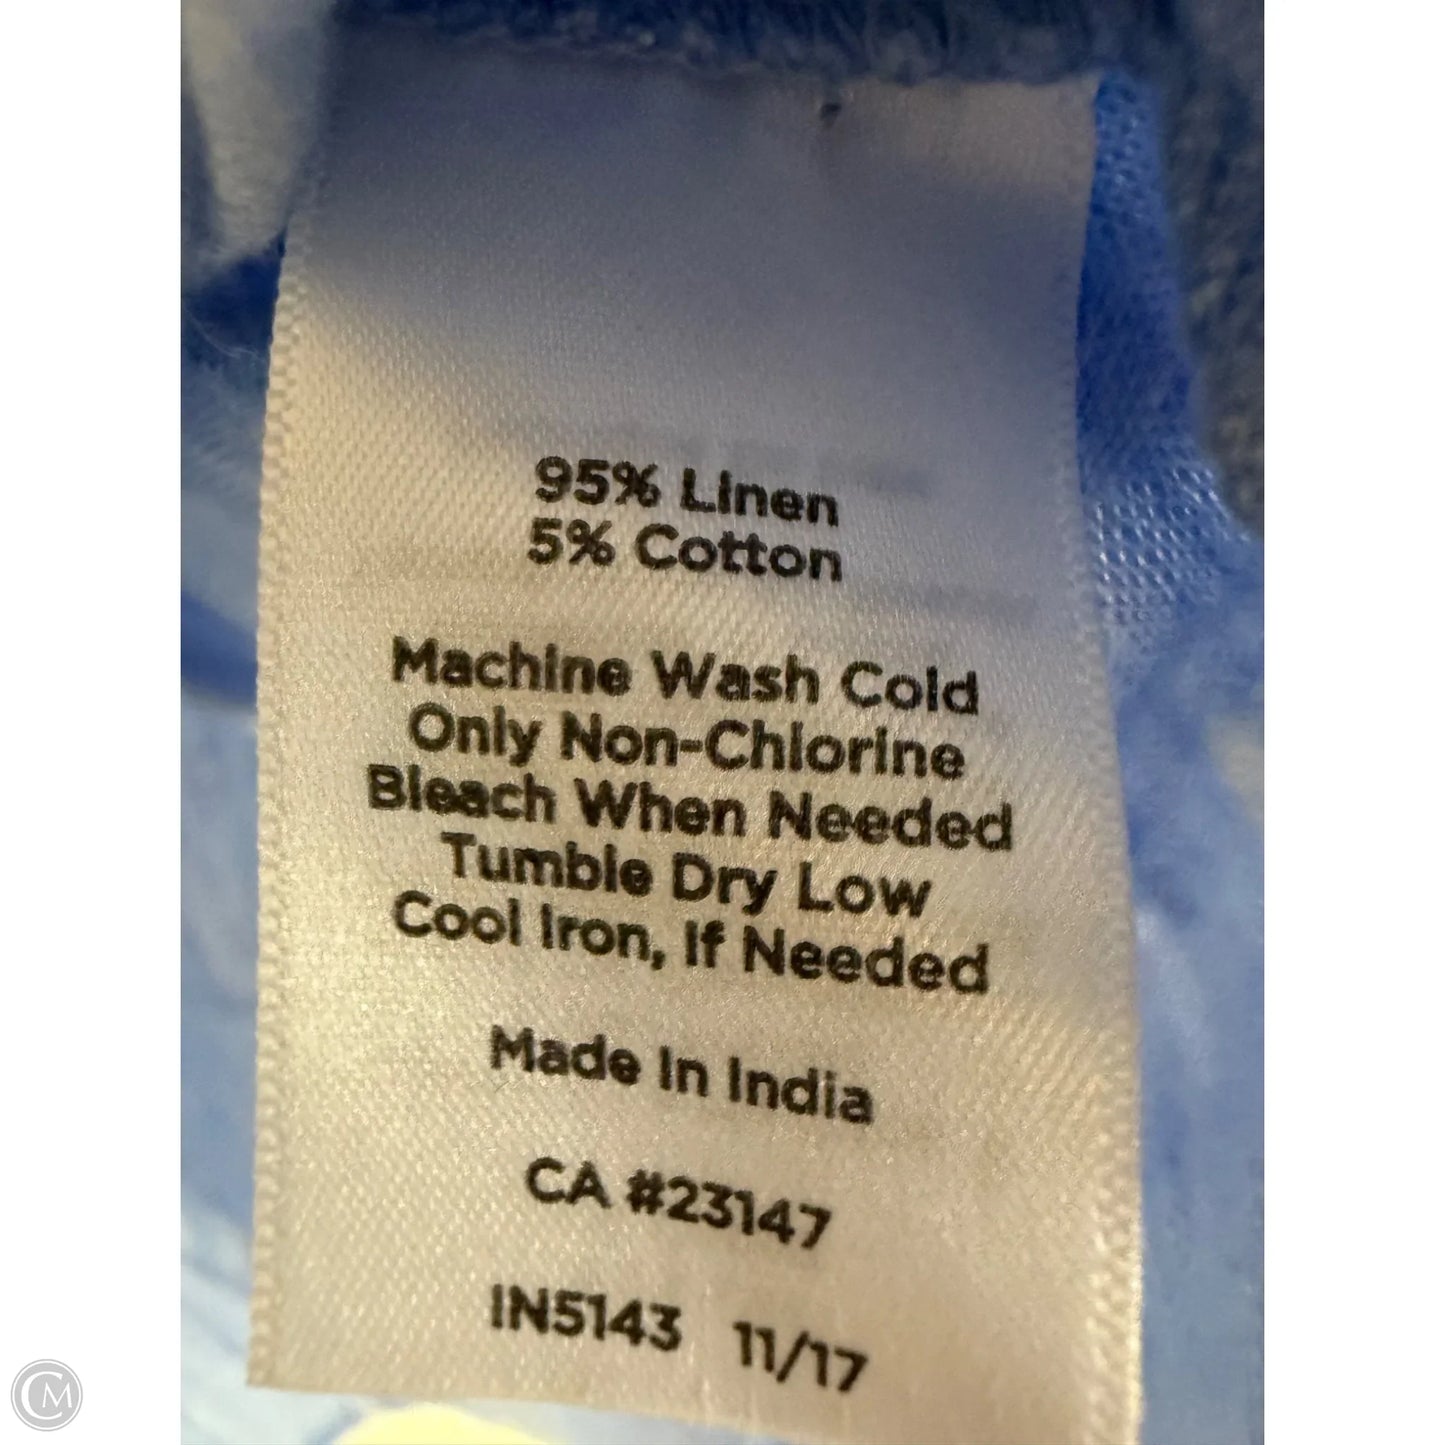 95% Linen
5% Cotton
Machine Wash Cold
Only Non-Chlorine
Bleach When Needed
Tumble Dry Low
Cool Iron, If Needed
Made In India
CA #23147
IN5143 11/17
CM